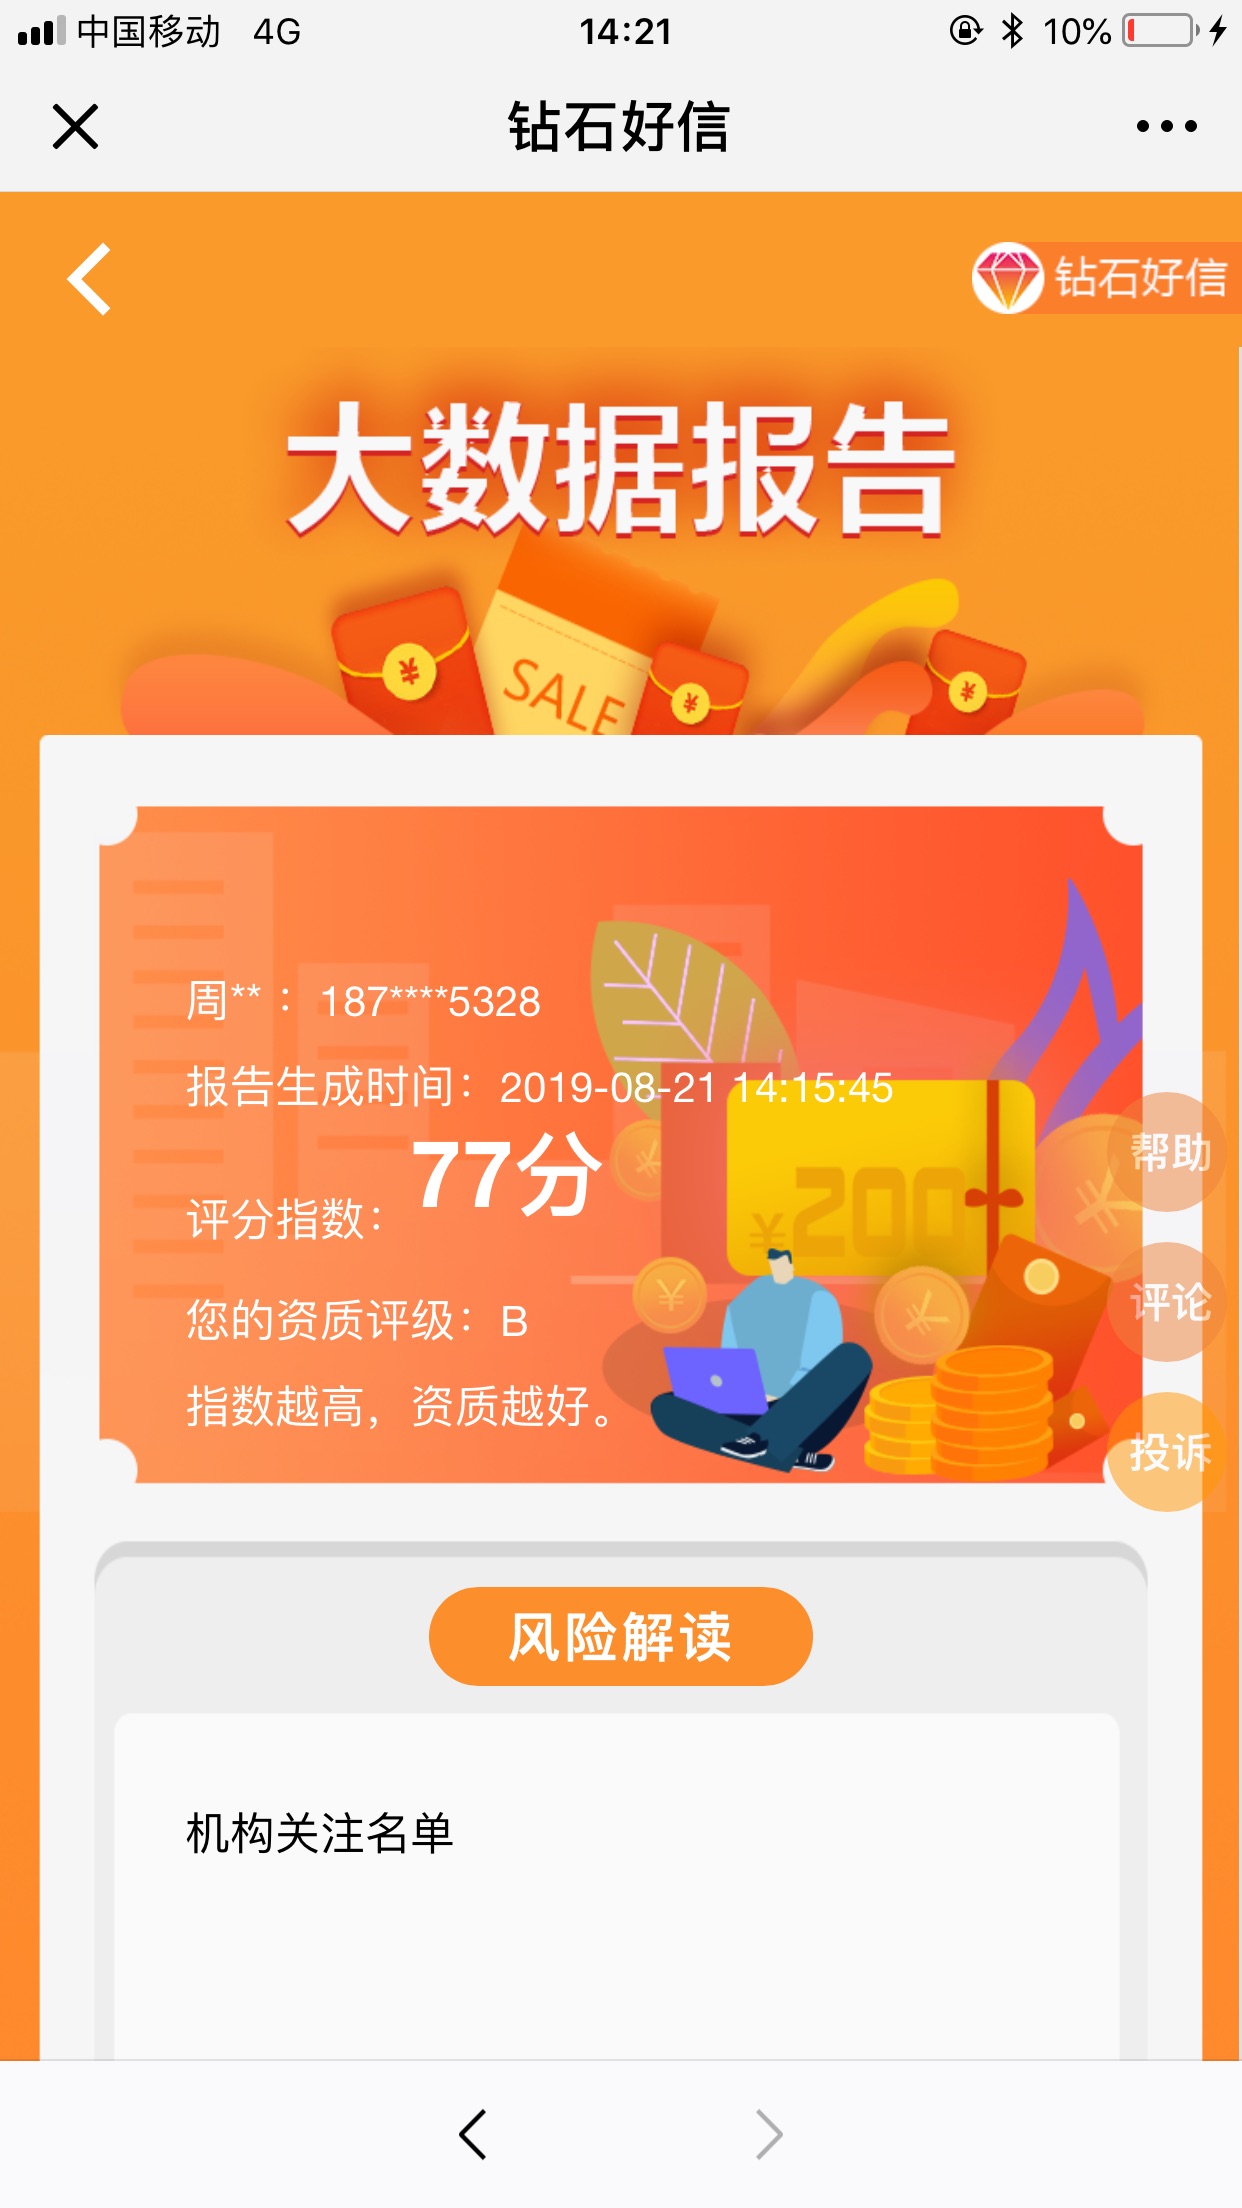 中国移动 4G 14:21 10%
钻石好信
钻石好信
大数据报告
SALE
周** ： 187****5328
报告生成时间：2019-08-21 14:15:45
评分指数：77分
¥200
您的资质评级：B
指数越高，资质越好。
帮助
评论
投诉
风险解读
机构关注名单